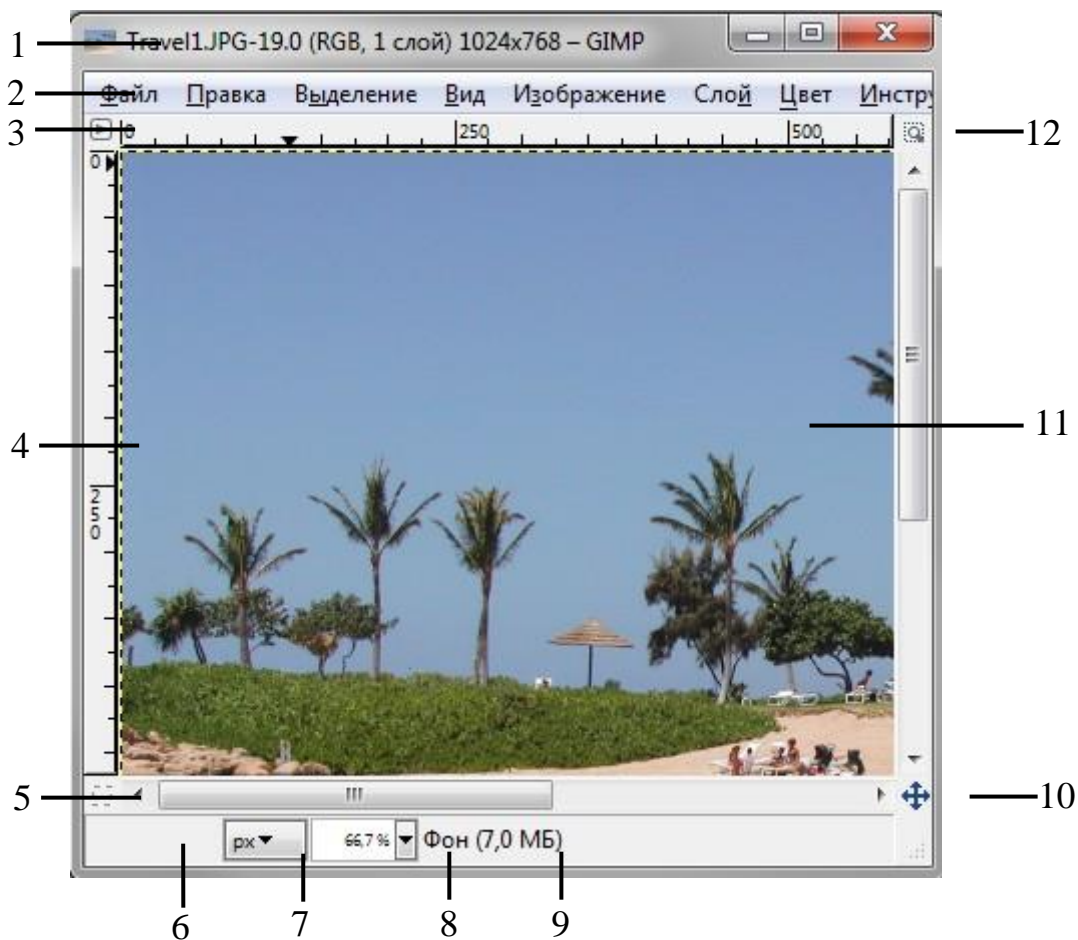 1
Travel1.JPG-19.0 (RGB, 1 слой) 1024x768 – GIMP
2
Файл Правка Выделение Вид Изображение Слой Цвет Инстру
3
0 250 500
12
0
4
11
250
5
10
px 66,7 % Фон (7,0 МБ)
6 7 8 9